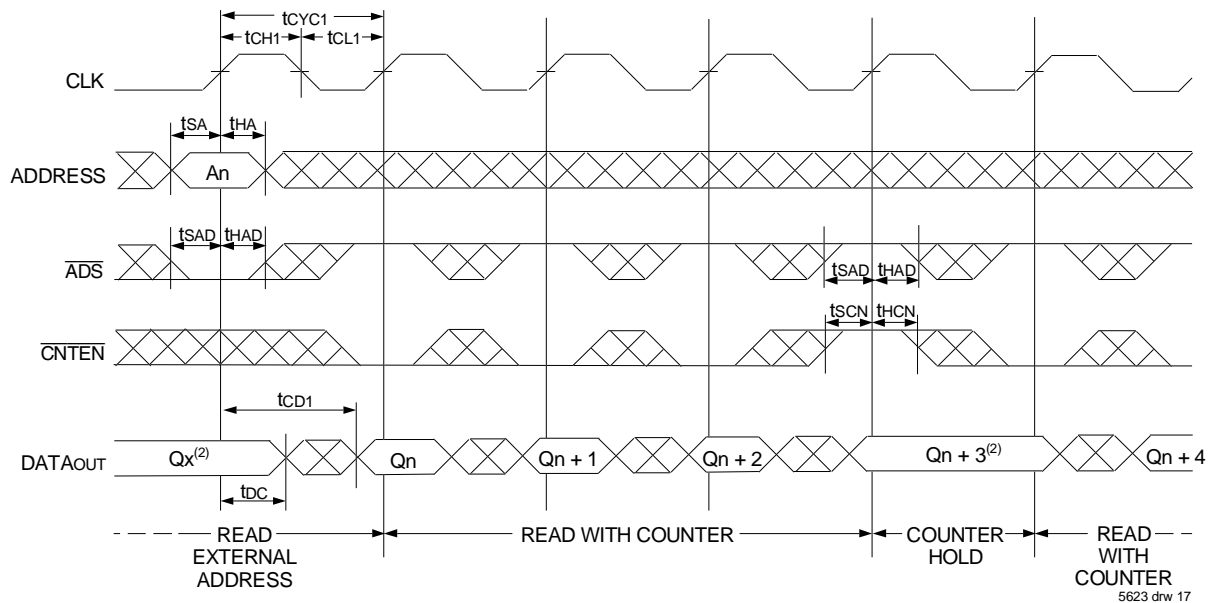 tCYC1
tCH1 tCL1
CLK
tSA tHA
ADDRESS An
tSAD tHAD
ADS
tSAD tHAD
tSCN tHCN
CNTEN
tCD1
DATAOUT Qx(2) Qn Qn + 1 Qn + 2 Qn + 3(2) Qn + 4
tDC
READ EXTERNAL ADDRESS
READ WITH COUNTER
COUNTER HOLD
READ WITH COUNTER
5623 drw 17